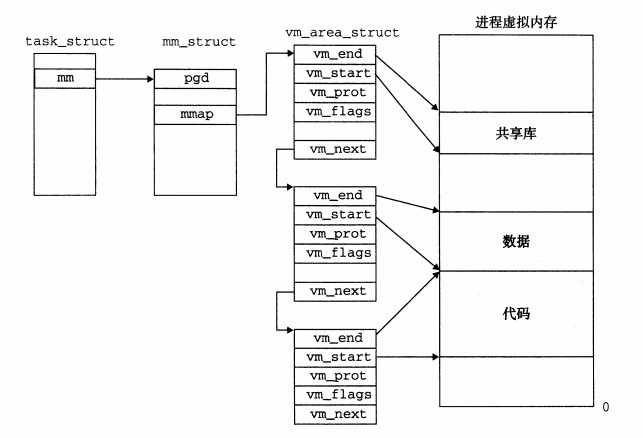 进程虚拟内存
task_struct
mm_struct
vm_area_struct
mm
pgd
mmap
vm_end
vm_start
vm_prot
vm_flags
vm_next
vm_end
vm_start
vm_prot
vm_flags
vm_next
vm_end
vm_start
vm_prot
vm_flags
vm_next
共享库
数据
代码
0